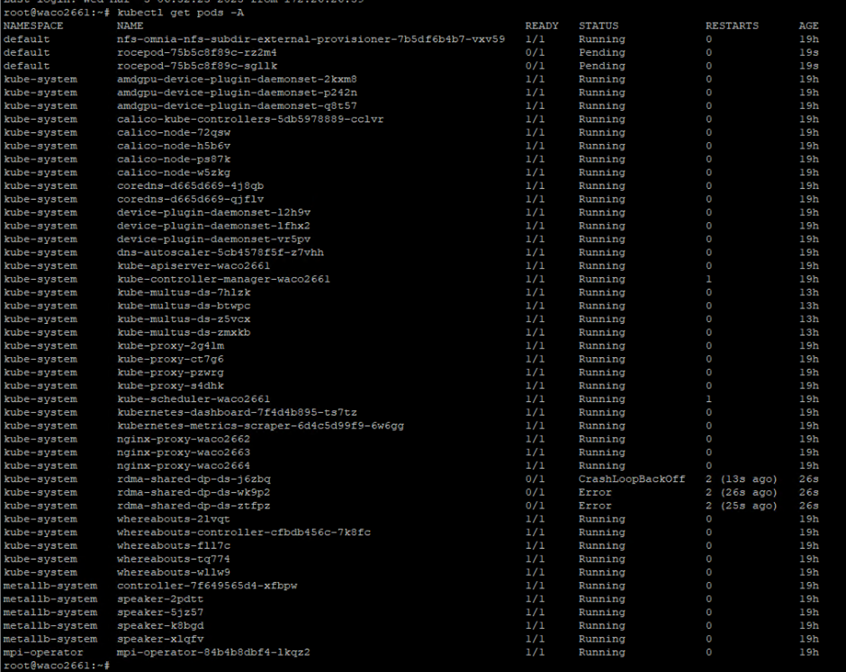 root@waco2661:~# kubectl get pods -A
NAMESPACE NAME READY STATUS RESTARTS AGE
default nfs-omnia-nfs-subdir-external-provisioner-7b5df6b4b7-vxv59 1/1 Running 0 19h
default rocepod-75b5c8f89c-rz2m4 0/1 Pending 0 19s
default rocepod-75b5c8f89c-sgllk 0/1 Pending 0 19s
kube-system amdgpu-device-plugin-daemonset-2kxm8 1/1 Running 0 19h
kube-system amdgpu-device-plugin-daemonset-p242n 1/1 Running 0 19h
kube-system amdgpu-device-plugin-daemonset-q8t57 1/1 Running 0 19h
kube-system calico-kube-controllers-5db5978889-cclvr 1/1 Running 0 19h
kube-system calico-node-72qsw 1/1 Running 0 19h
kube-system calico-node-h5b6v 1/1 Running 0 19h
kube-system calico-node-ps87k 1/1 Running 0 19h
kube-system calico-node-w5zkg 1/1 Running 0 19h
kube-system coredns-d665d669-4j8qb 1/1 Running 0 19h
kube-system coredns-d665d669-qjflv 1/1 Running 0 19h
kube-system device-plugin-daemonset-l2h9v 1/1 Running 0 19h
kube-system device-plugin-daemonset-lfhx2 1/1 Running 0 19h
kube-system device-plugin-daemonset-vr5pv 1/1 Running 0 19h
kube-system dns-autoscaler-5cb4578f5f-z7vhh 1/1 Running 0 19h
kube-system kube-apiserver-waco2661 1/1 Running 0 19h
kube-system kube-controller-manager-waco2661 1/1 Running 1 19h
kube-system kube-multus-ds-7hlzk 1/1 Running 0 13h
kube-system kube-multus-ds-btwpc 1/1 Running 0 13h
kube-system kube-multus-ds-z5vcx 1/1 Running 0 13h
kube-system kube-multus-ds-zmxkb 1/1 Running 0 13h
kube-system kube-proxy-2g4lm 1/1 Running 0 19h
kube-system kube-proxy-ct7g6 1/1 Running 0 19h
kube-system kube-proxy-pzwrg 1/1 Running 0 19h
kube-system kube-proxy-s4dhk 1/1 Running 0 19h
kube-system kube-scheduler-waco2661 1/1 Running 1 19h
kube-system kubernetes-dashboard-7f4d4b895-ts7tz 1/1 Running 0 19h
kube-system kubernetes-metrics-scraper-6d4c5d99f9-6w6gg 1/1 Running 0 19h
kube-system nginx-proxy-waco2662 1/1 Running 0 19h
kube-system nginx-proxy-waco2663 1/1 Running 0 19h
kube-system nginx-proxy-waco2664 1/1 Running 0 19h
kube-system rdma-shared-dp-ds-j6zbq 0/1 CrashLoopBackOff 2 (13s ago) 26s
kube-system rdma-shared-dp-ds-wk9p2 0/1 Error 2 (26s ago) 26s
kube-system rdma-shared-dp-ds-ztfpz 0/1 Error 2 (25s ago) 26s
kube-system whereabouts-2lvqt 1/1 Running 0 19h
kube-system whereabouts-controller-cfbdb456c-7k8fc 1/1 Running 0 19h
kube-system whereabouts-fll7c 1/1 Running 0 19h
kube-system whereabouts-tq774 1/1 Running 0 19h
kube-system whereabouts-wllw9 1/1 Running 0 19h
metallb-system controller-7f649565d4-xfbpw 1/1 Running 0 19h
metallb-system speaker-2pdtt 1/1 Running 0 19h
metallb-system speaker-5jz57 1/1 Running 0 19h
metallb-system speaker-k8bgd 1/1 Running 0 19h
metallb-system speaker-xlqfv 1/1 Running 0 19h
mpi-operator mpi-operator-84b4b8dbf4-lkqz2 1/1 Running 0 19h
root@waco2661:~#